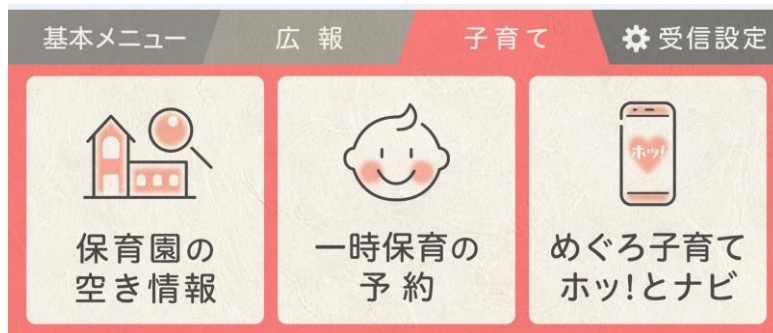 基本メニュー
広 報
子育て
受信設定
保育園の
空き情報
一時保育の
予 約
ホッ!
めぐろ子育て
ホッ!とナビ